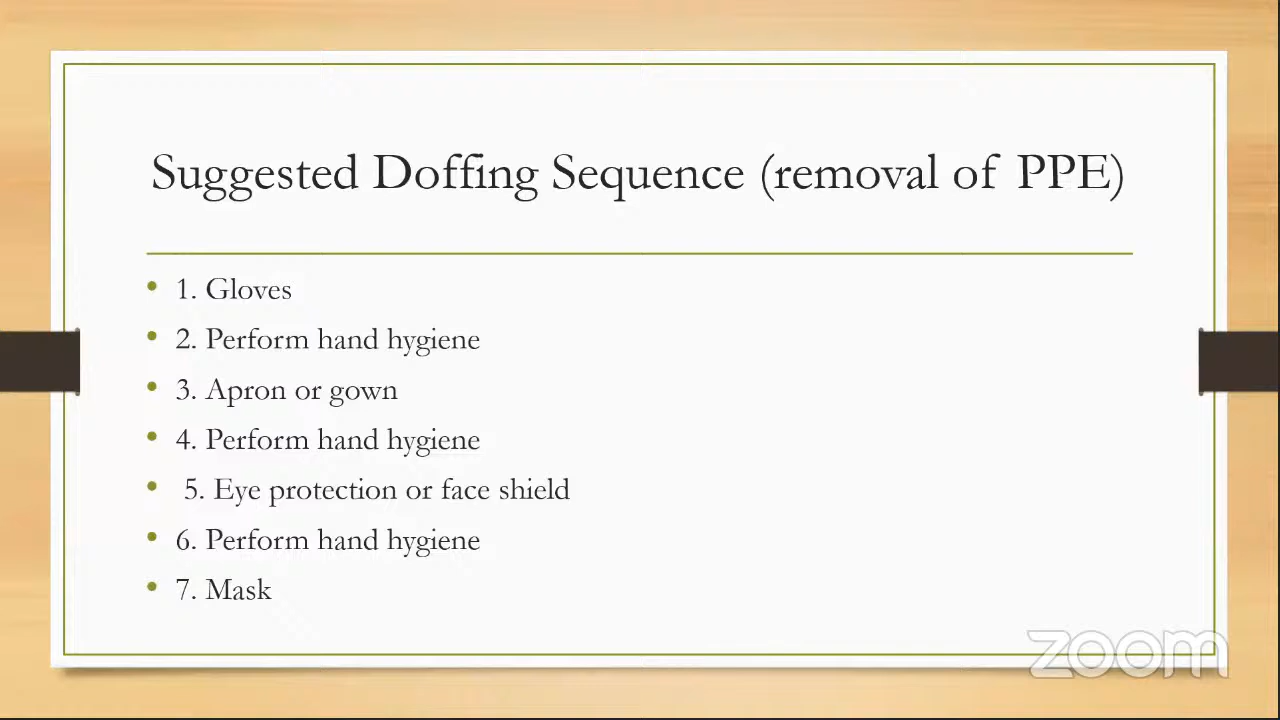 Suggested Doffing Sequence (removal of PPE)
• 1. Gloves
• 2. Perform hand hygiene
• 3. Apron or gown
• 4. Perform hand hygiene
• 5. Eye protection or face shield
• 6. Perform hand hygiene
• 7. Mask
zoom